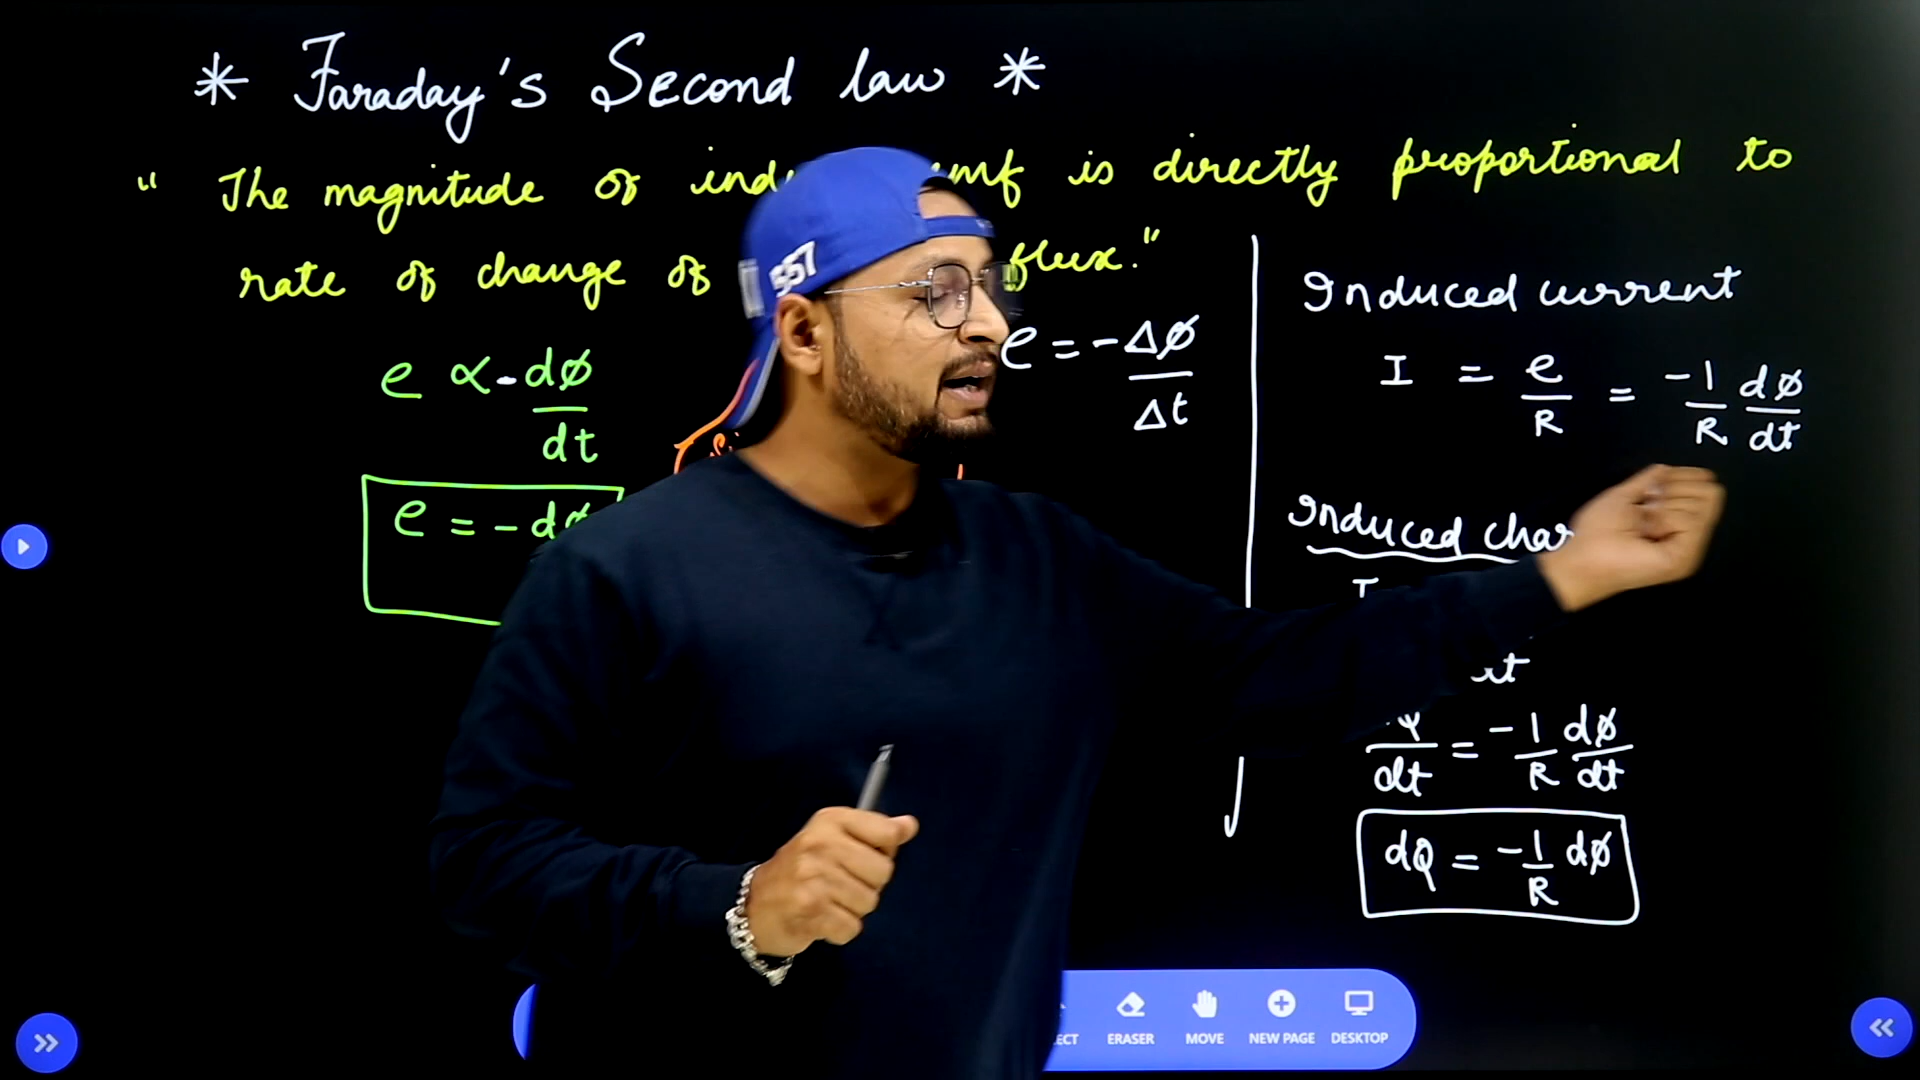 * Faraday's Second law *
" The magnitude of emf is directly proportional to
rate of change of flux."
e ∝ - dφ/dt
e = - dφ
e = - Δφ/Δt
Induced current
I = e/R = -1/R dφ/dt
Induced
I
dt = -1/R dφ/dt
dQ = -1/R dφ
557
ERASER
MOVE
NEW PAGE
DESKTOP